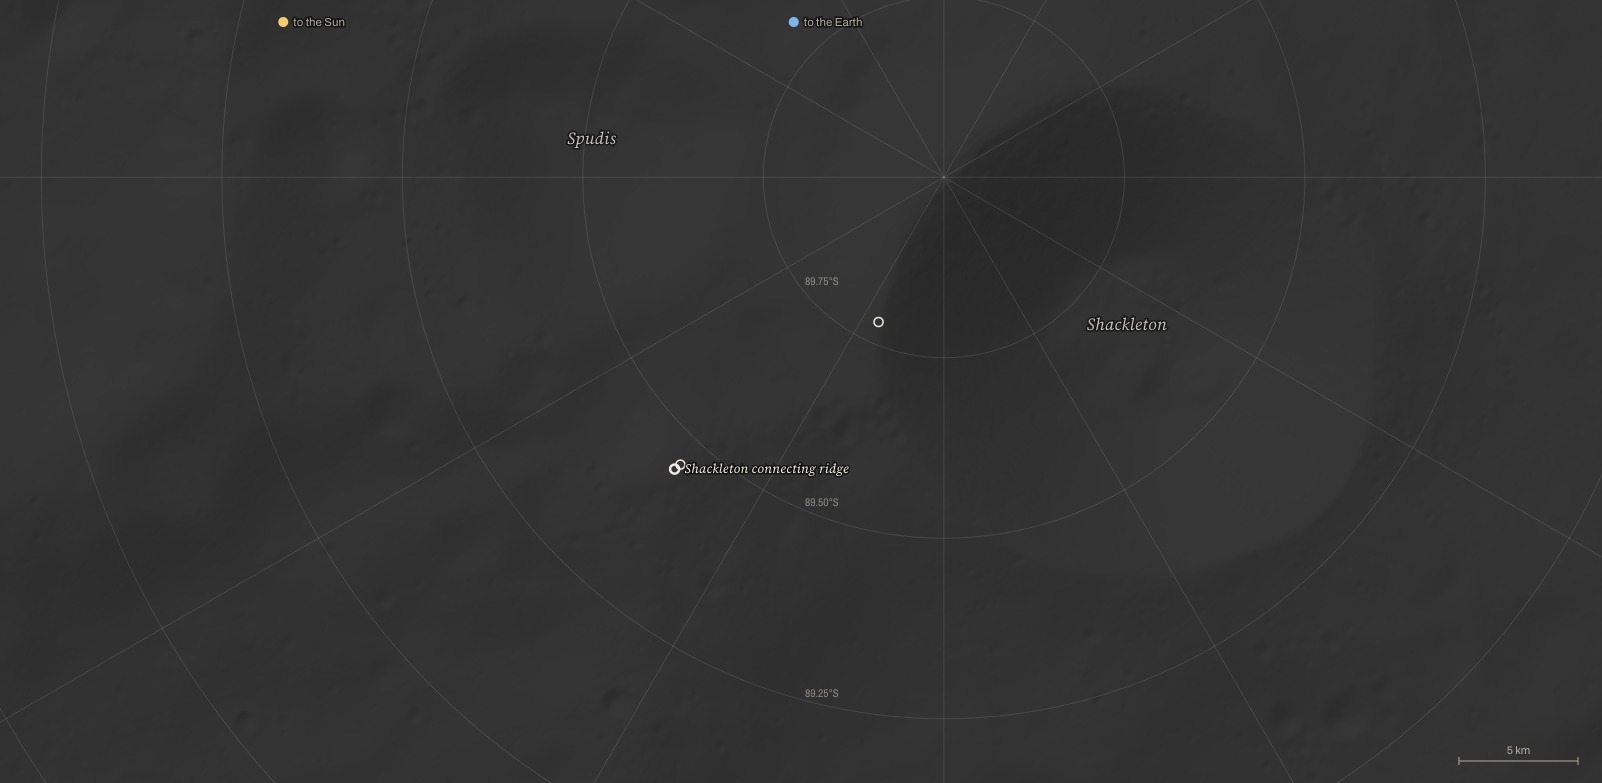 to the Sun
to the Earth
Spudis
89.75°S
Shackleton
Shackleton connecting ridge
89.50°S
89.25°S
5 km